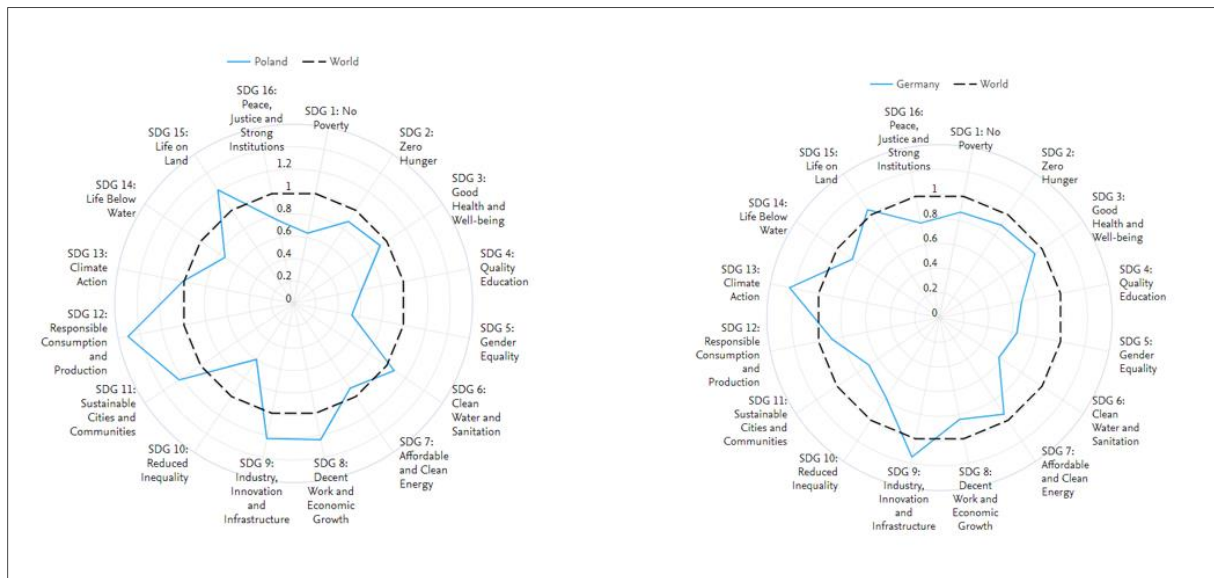 Poland World
SDG 16:
Peace,
Justice and
Strong
Institutions
SDG 1: No
Poverty
SDG 2:
Zero
Hunger
SDG 3:
Good
Health and
Well-being
SDG 4:
Quality
Education
SDG 5:
Gender
Equality
SDG 6:
Clean
Water and
Sanitation
SDG 7:
Affordable
and Clean
Energy
SDG 8:
Decent
Work and
Economic
Growth
SDG 9:
Industry,
Innovation
and
Infrastructure
SDG 10:
Reduced
Inequality
SDG 11:
Sustainable
Cities and
Communities
SDG 12:
Responsible
Consumption
and
Production
SDG 13:
Climate
Action
SDG 14:
Life Below
Water
SDG 15:
Life on
Land
1.2
1
0.8
0.6
0.4
0.2
0
Germany World
SDG 16:
Peace,
Justice and
Strong
Institutions
SDG 1: No
Poverty
SDG 2:
Zero
Hunger
SDG 3:
Good
Health and
Well-being
SDG 4:
Quality
Education
SDG 5:
Gender
Equality
SDG 6:
Clean
Water and
Sanitation
SDG 7:
Affordable
and Clean
Energy
SDG 8:
Decent
Work and
Economic
Growth
SDG 9:
Industry,
Innovation
and
Infrastructure
SDG 10:
Reduced
Inequality
SDG 11:
Sustainable
Cities and
Communities
SDG 12:
Responsible
Consumption
and
Production
SDG 13:
Climate
Action
SDG 14:
Life Below
Water
SDG 15:
Life on
Land
1
0.8
0.6
0.4
0.2
0